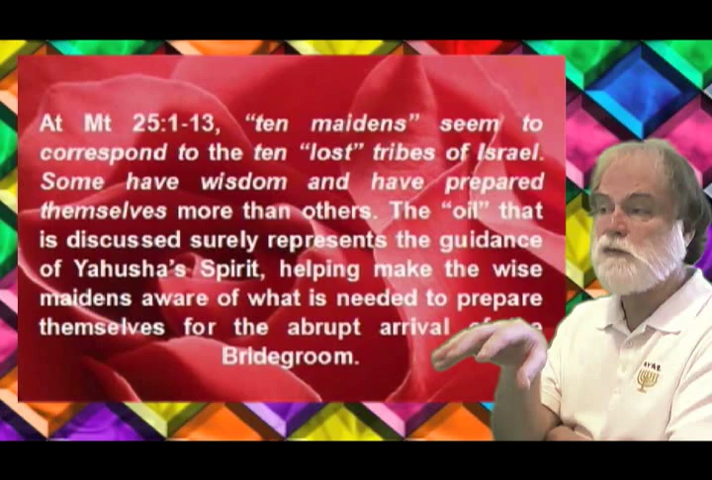 At Mt 25:1-13, “ten maidens” seem to
correspond to the ten “lost” tribes of Israel.
Some have wisdom and have prepared
themselves more than others. The “oil” that
is discussed surely represents the guidance
of Yahusha’s Spirit, helping make the wise
maidens aware of what is needed to prepare
themselves for the abrupt arrival
Bridegroom.